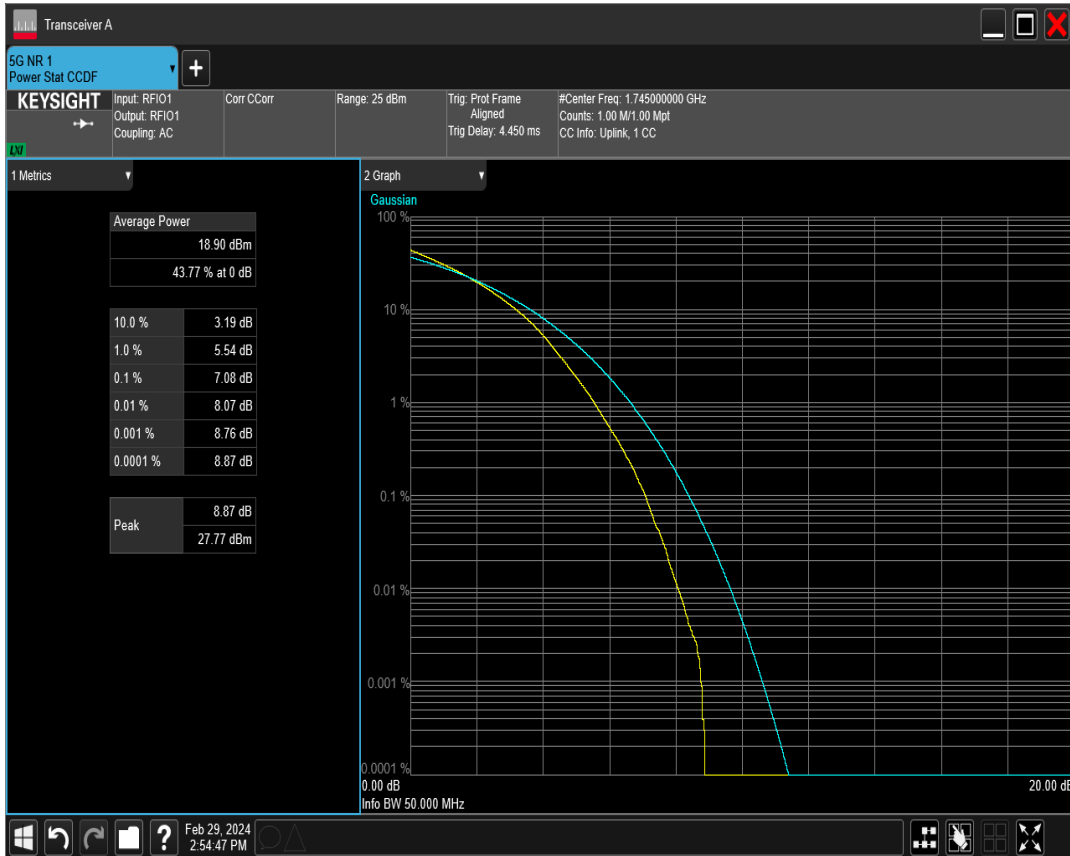 Transceiver A
5G NR 1
Power Stat CCDF
KEYSIGHT
LXI
Input: RFIO1
Output: RFIO1
Coupling: AC
Corr CCorr
Range: 25 dBm
Trig: Prot Frame
Aligned
Trig Delay: 4.450 ms
#Center Freq: 1.745000000 GHz
Counts: 1.00 M/1.00 Mpt
CC Info: Uplink, 1 CC
1 Metrics
Average Power
18.90 dBm
43.77 % at 0 dB
10.0 % 3.19 dB
1.0 % 5.54 dB
0.1 % 7.08 dB
0.01 % 8.07 dB
0.001 % 8.76 dB
0.0001 % 8.87 dB
Peak
8.87 dB
27.77 dBm
2 Graph
Gaussian
100 %
10 %
1 %
0.1 %
0.01 %
0.001 %
0.0001 %
0.00 dB 20.00 dB
Info BW 50.000 MHz
? Feb 29, 2024
2:54:47 PM